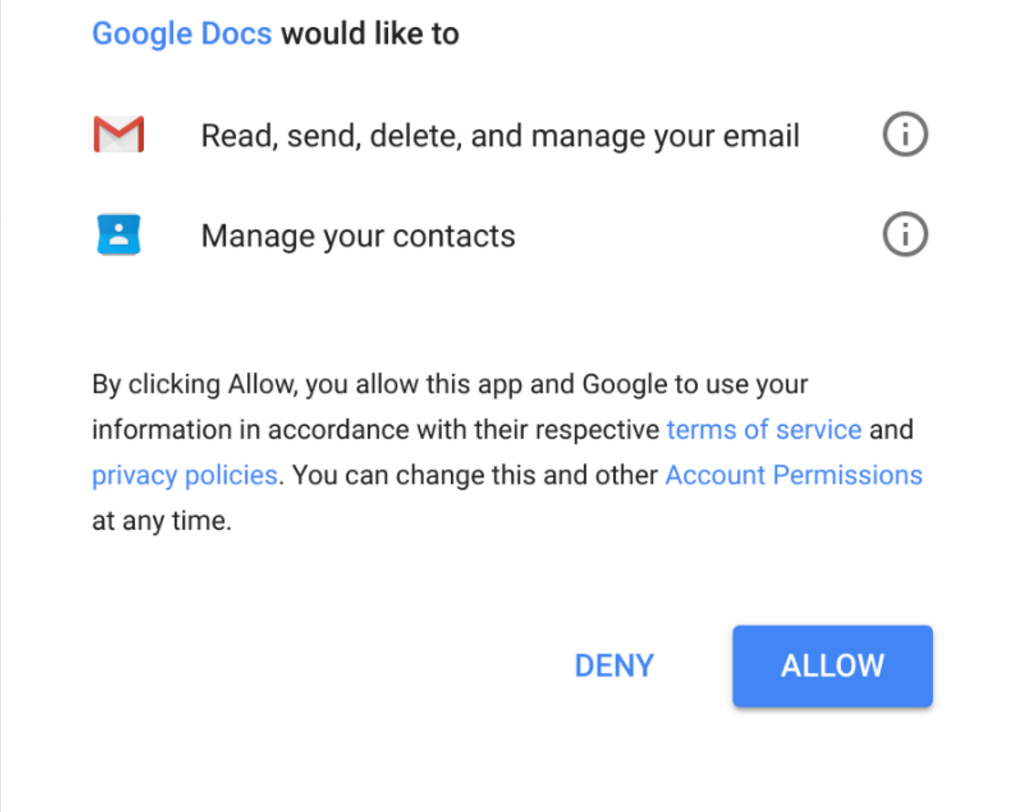 Google Docs would like to
Read, send, delete, and manage your email
Manage your contacts
By clicking Allow, you allow this app and Google to use your
information in accordance with their respective terms of service and
privacy policies. You can change this and other Account Permissions
at any time.
DENY
ALLOW